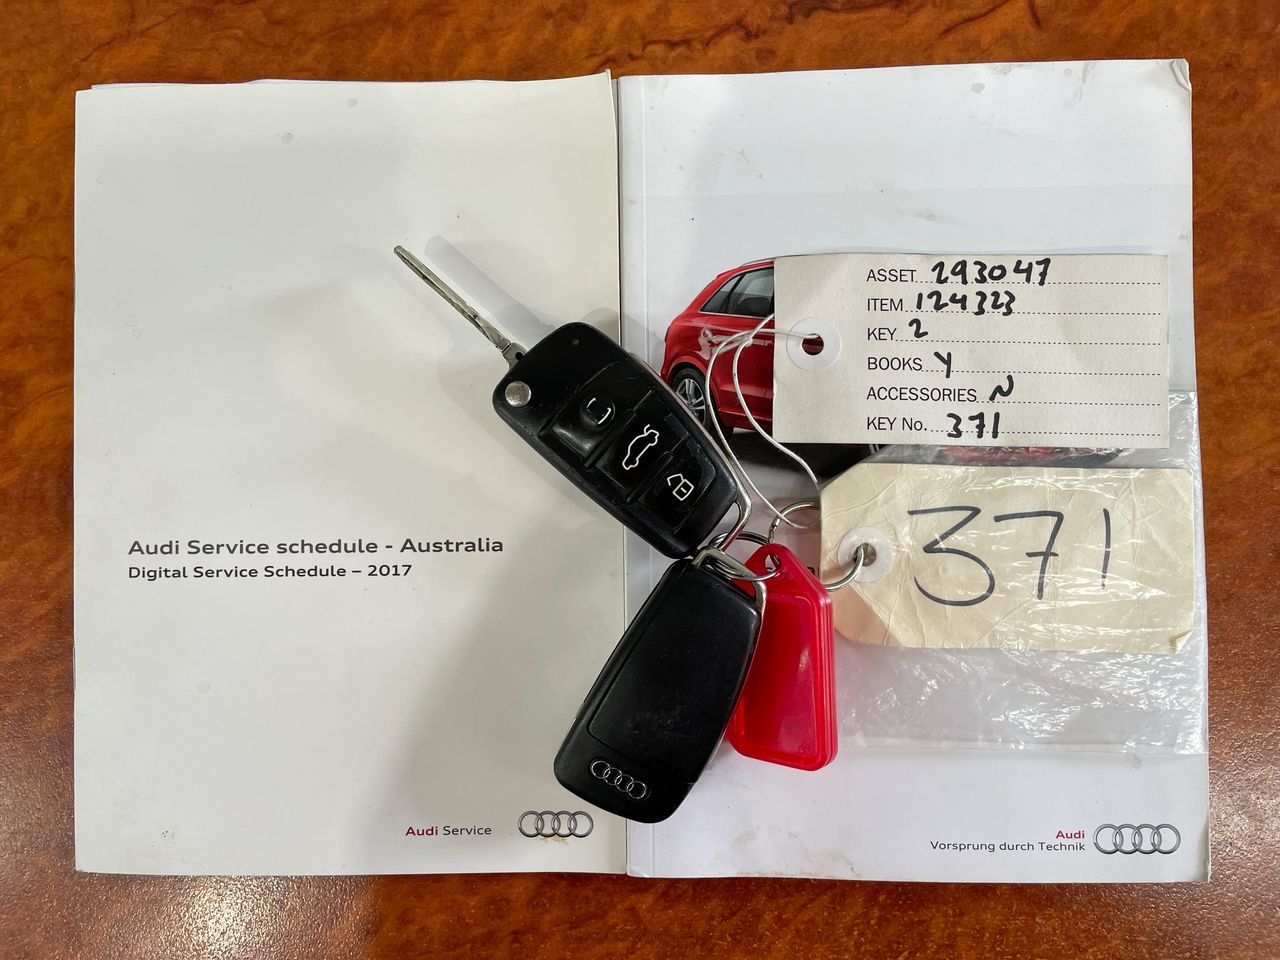 Audi Service schedule - Australia
Digital Service Schedule – 2017
Audi Service
ASSET 293047
ITEM 124323
KEY 2
BOOKS Y
ACCESSORIES N
KEY No. 371
371
Audi
Vorsprung durch Technik